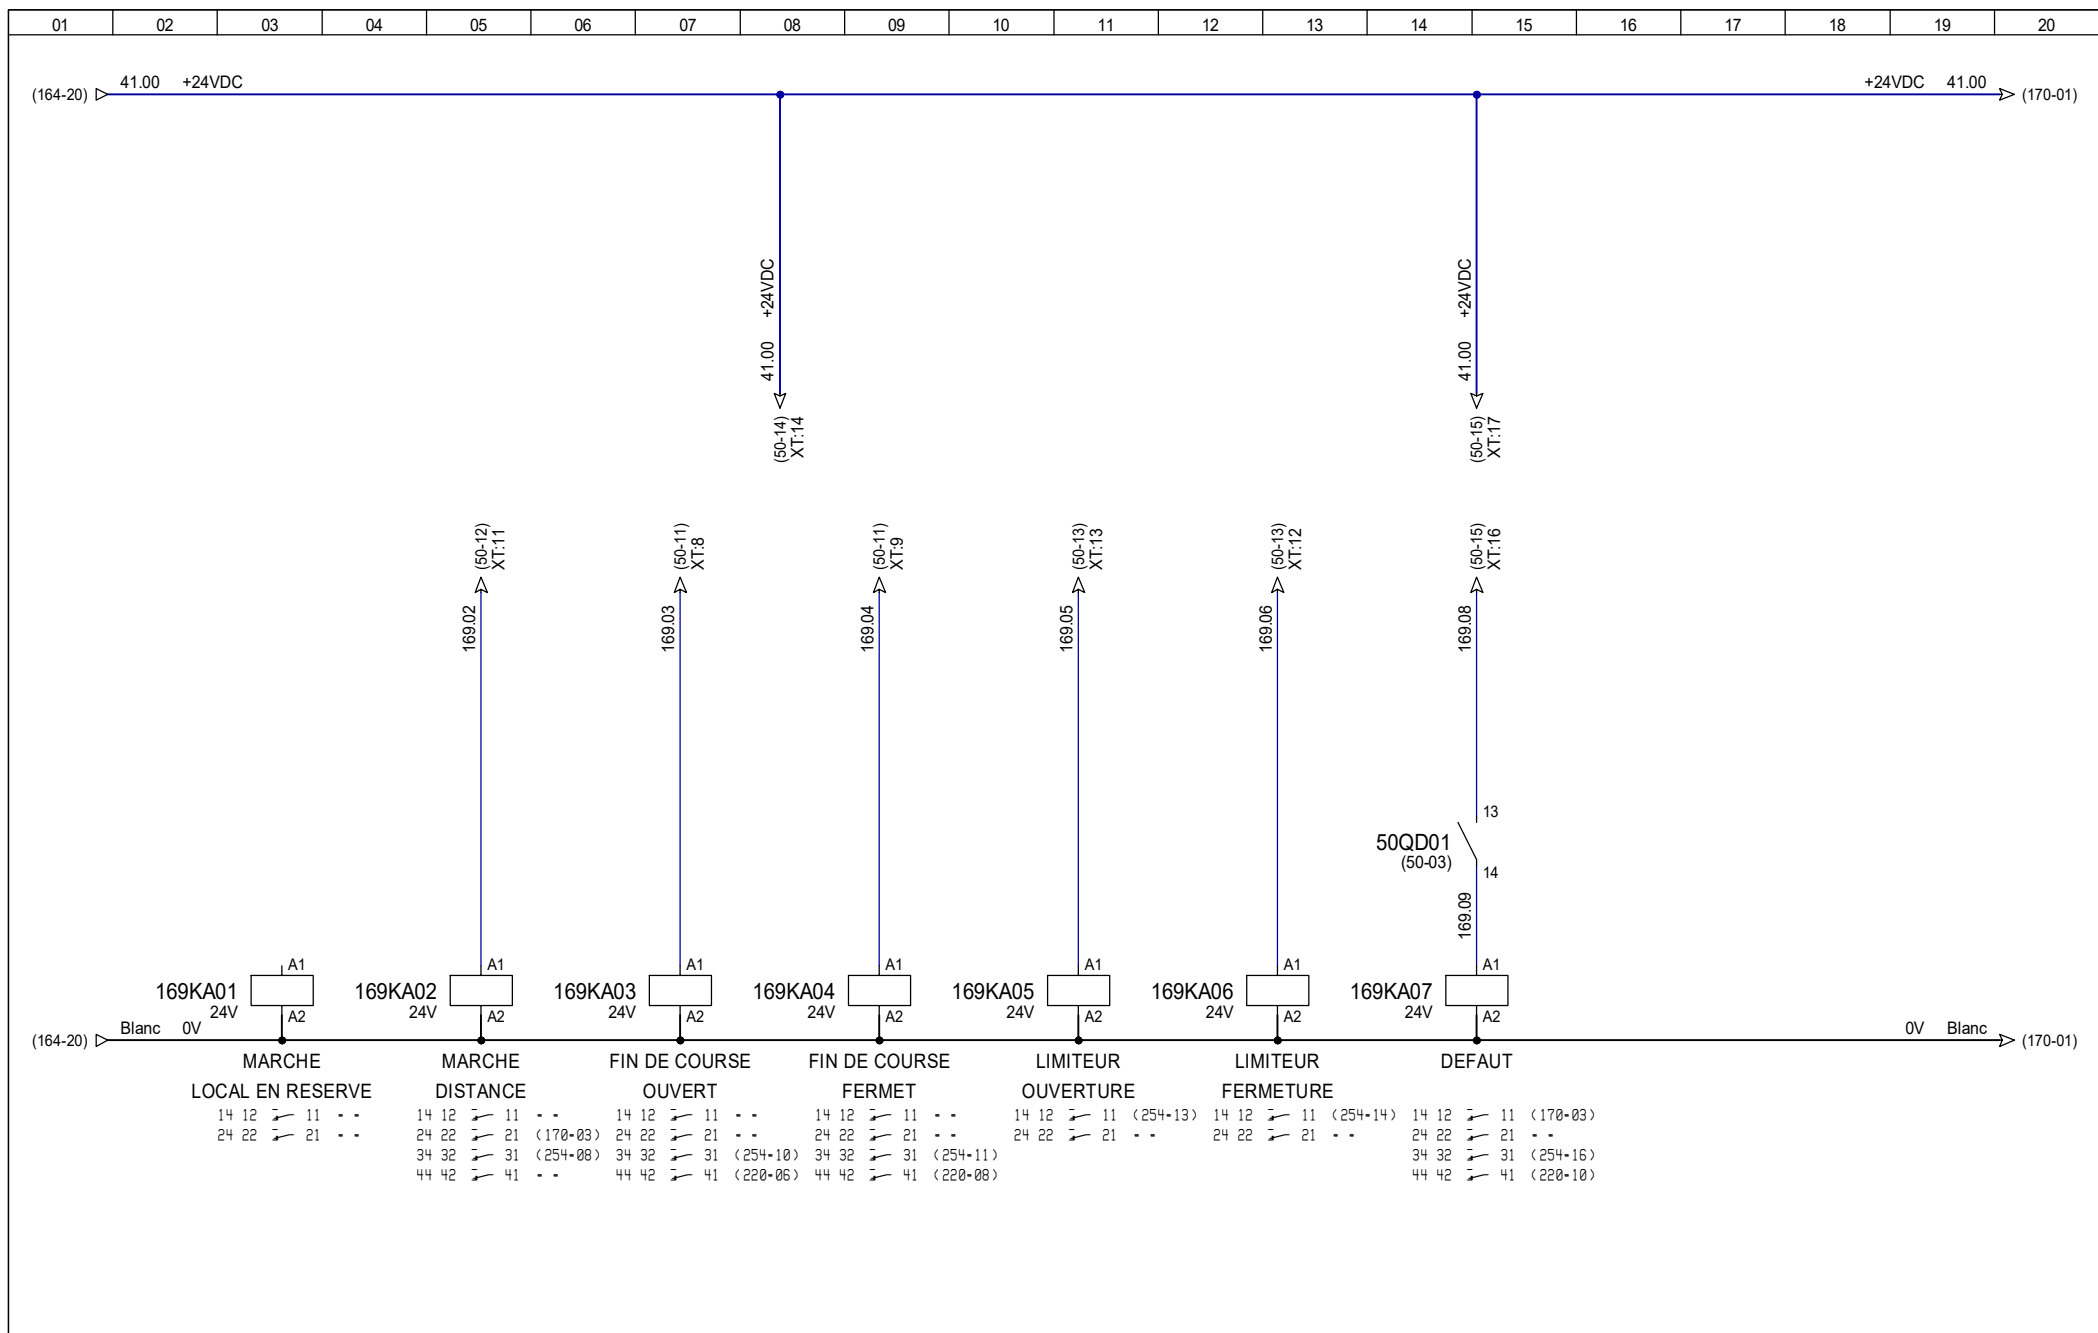 01 02 03 04 05 06 07 08 09 10 11 12 13 14 15 16 17 18 19 20
(164-20) 41.00 +24VDC +24VDC 41.00 (170-01)
41.00 +24VDC
(50-14)
XT:14
41.00 +24VDC
(50-15)
XT:17
(50-12)
XT:11
169.02
(50-11)
XT:8
169.03
(50-11)
XT:9
169.04
(50-13)
XT:13
169.05
(50-13)
XT:12
169.06
(50-15)
XT:16
169.08
13
50QD01
(50-03)
14
169.09
A1 A1 A1 A1 A1 A1 A1
169KA01 169KA02 169KA03 169KA04 169KA05 169KA06 169KA07
24V 24V 24V 24V 24V 24V 24V
A2 A2 A2 A2 A2 A2 A2
(164-20) Blanc 0V 0V Blanc (170-01)
MARCHE MARCHE FIN DE COURSE FIN DE COURSE LIMITEUR LIMITEUR DEFAUT
LOCAL EN RESERVE DISTANCE OUVERT FERMET OUVERTURE FERMETURE
14 12 11 - - 14 12 11 - - 14 12 11 - - 14 12 11 - - 14 12 11 (254-13) 14 12 11 (254-14) 14 12 11 (170-03)
24 22 21 - - 24 22 21 (170-03) 24 22 21 - - 24 22 21 - - 24 22 21 - - 24 22 21 - - 24 22 21 - -
34 32 31 (254-08) 34 32 31 (254-10) 34 32 31 (254-11) 34 32 31 (254-16)
44 42 41 - - 44 42 41 (220-06) 44 42 41 (220-08) 44 42 41 (220-10)